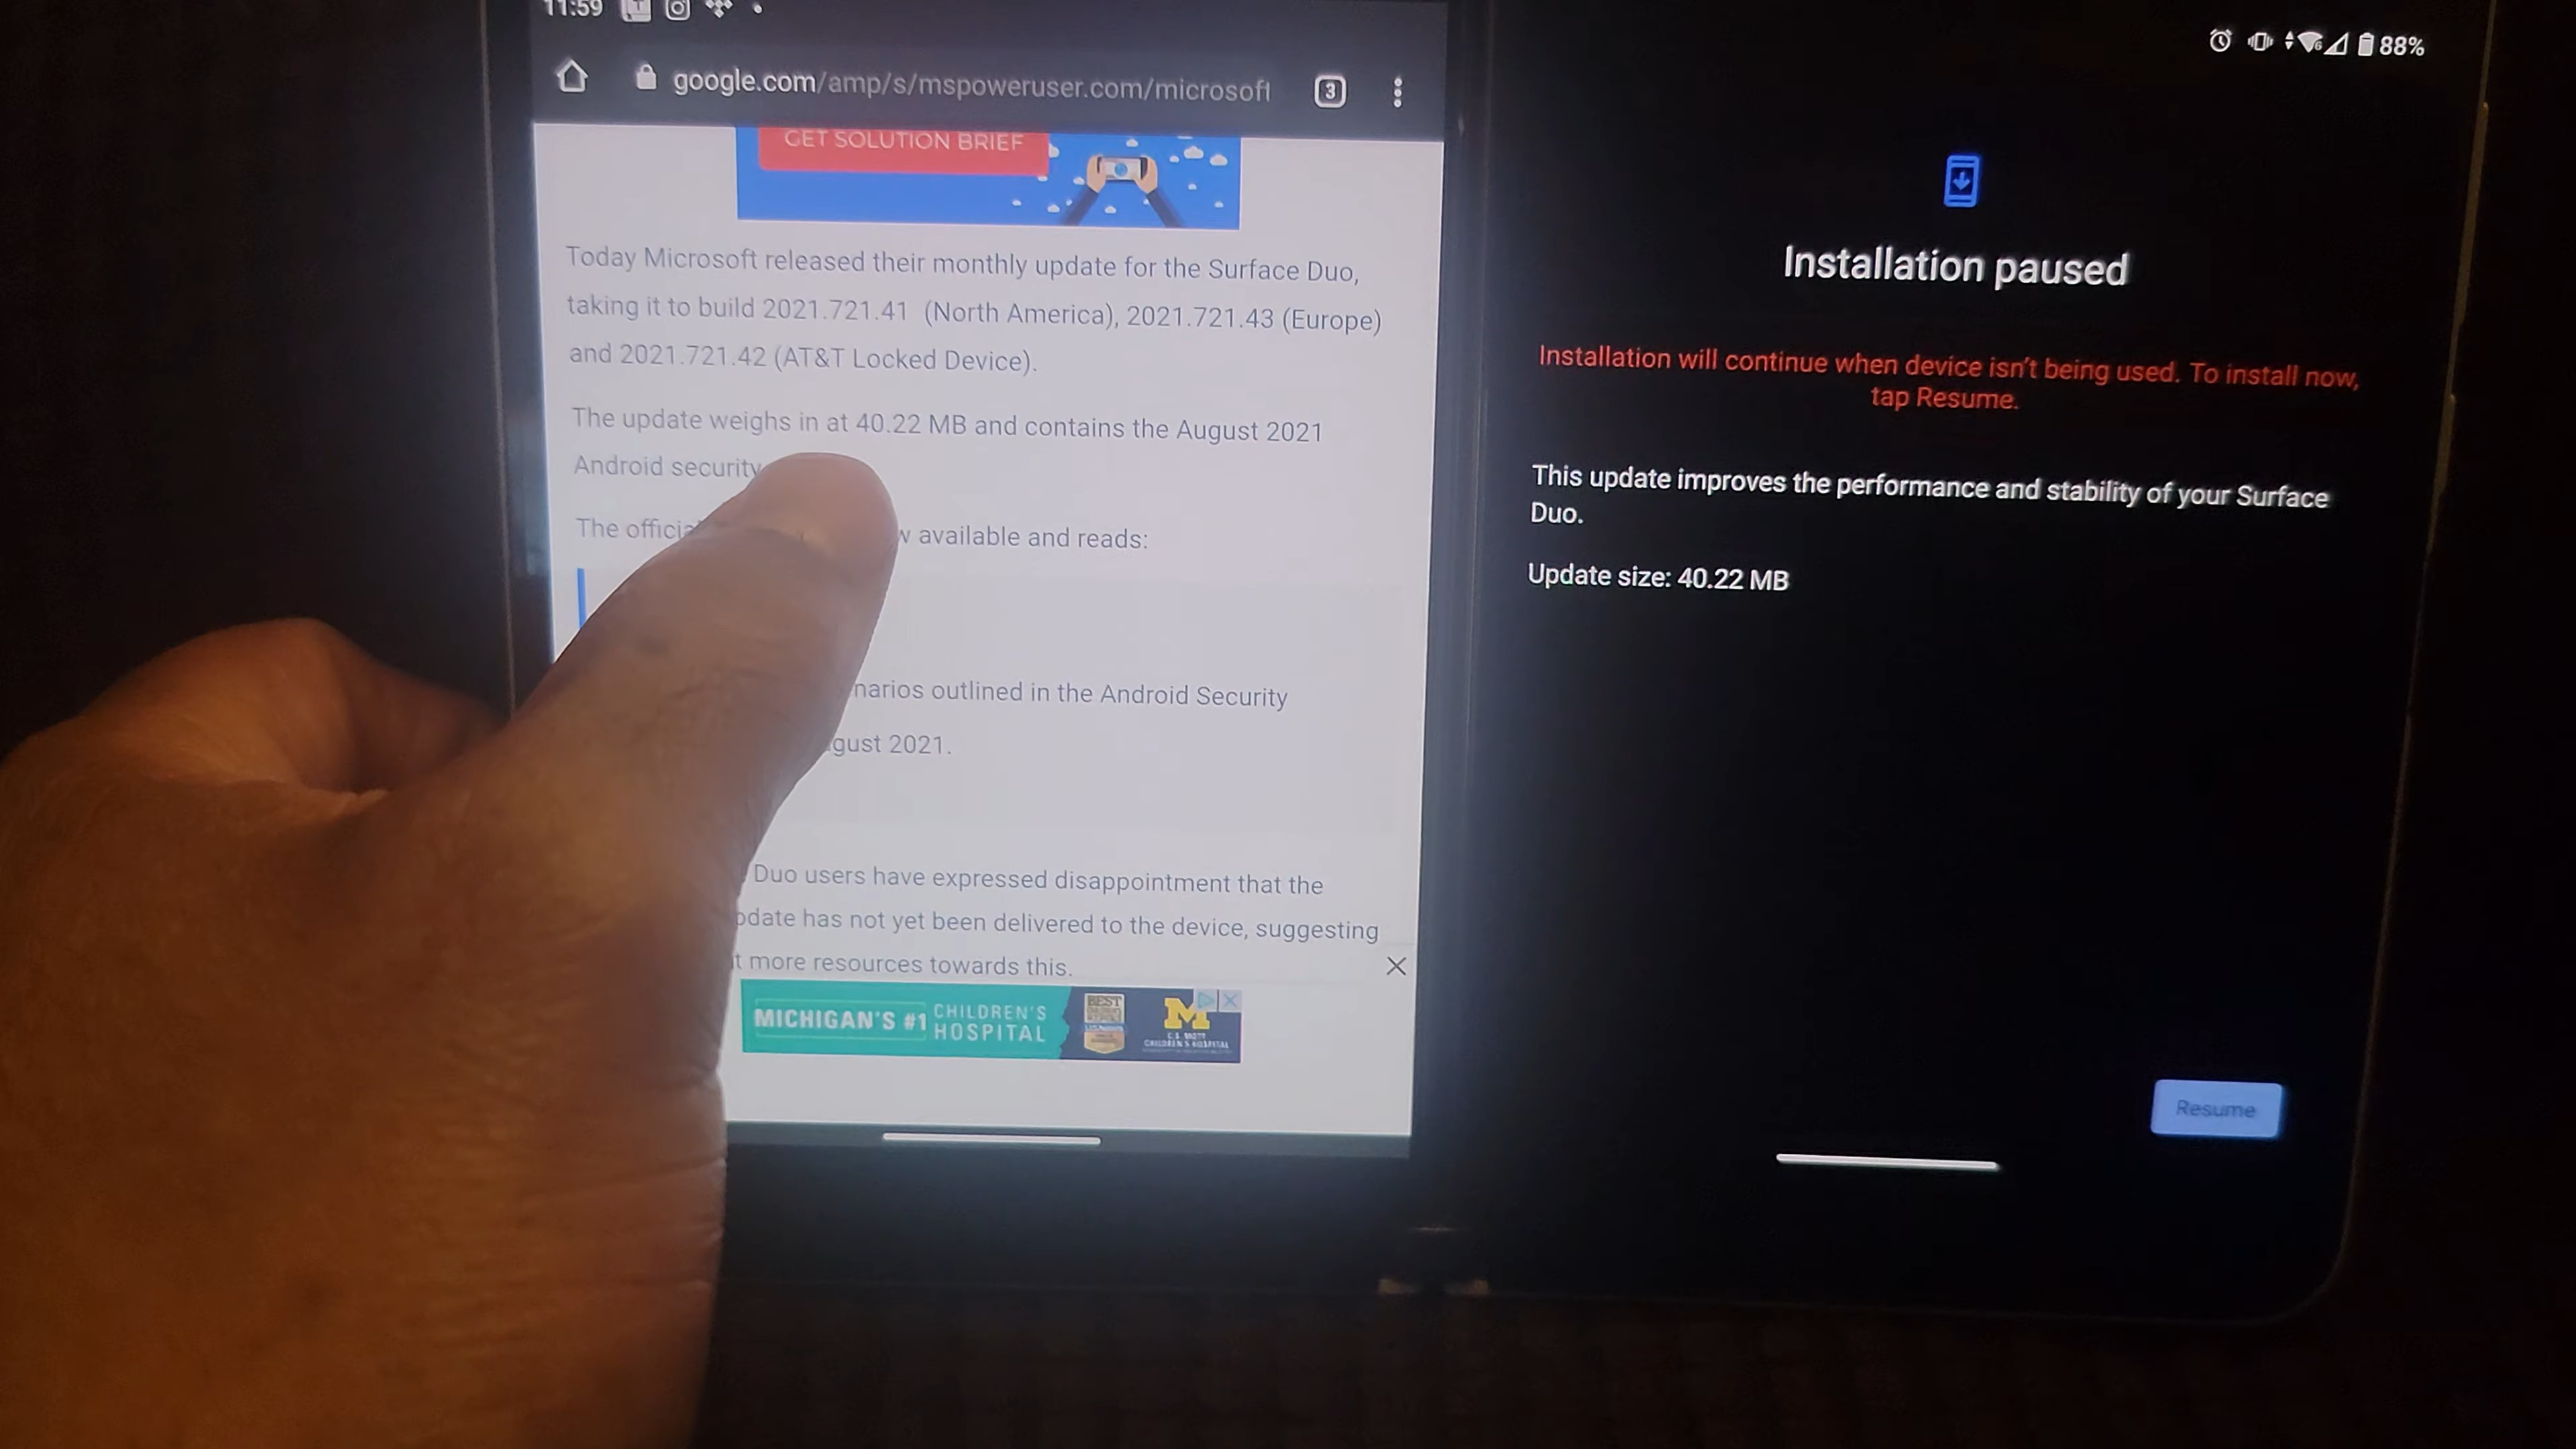 11:59
google.com/amp/s/mspoweruser.com/microsoft
3
GET SOLUTION BRIEF
Today Microsoft released their monthly update for the Surface Duo,
taking it to build 2021.721.41 (North America), 2021.721.43 (Europe)
and 2021.721.42 (AT&T Locked Device).
The update weighs in at 40.22 MB and contains the August 2021
Android security
The official available and reads:
outlined in the Android Security
2021.
Duo users have expressed disappointment that the
has not yet been delivered to the device, suggesting
more resources towards this.
MICHIGAN'S #1 CHILDREN'S
HOSPITAL
BEST
M
C.S. MOTT
CHILDREN'S HOSPITAL
88%
Installation paused
Installation will continue when device isn't being used. To install now,
tap Resume.
This update improves the performance and stability of your Surface
Duo.
Update size: 40.22 MB
Resume